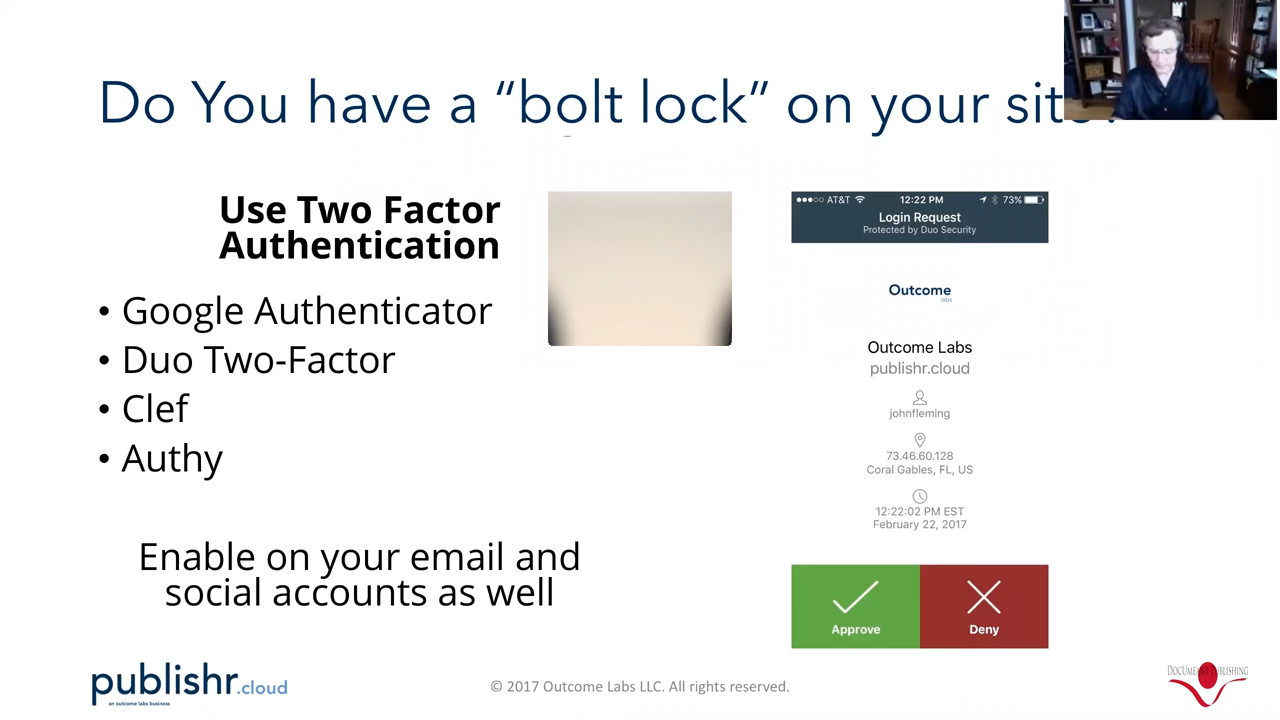 Do You have a “bolt lock” on your site?
Use Two Factor
Authentication
• Google Authenticator
• Duo Two-Factor
• Clef
• Authy
Enable on your email and
social accounts as well
AT&T 12:22 PM 73%
Login Request
Protected by Duo Security
Outcome
labs
Outcome Labs
publishr.cloud
johnfleming
73.46.60.128
Coral Gables, FL, US
12:22:02 PM EST
February 22, 2017
Approve
Deny
publishr.cloud
an outcome labs business
© 2017 Outcome Labs LLC. All rights reserved.
DOCUMEANT PUBLISHING